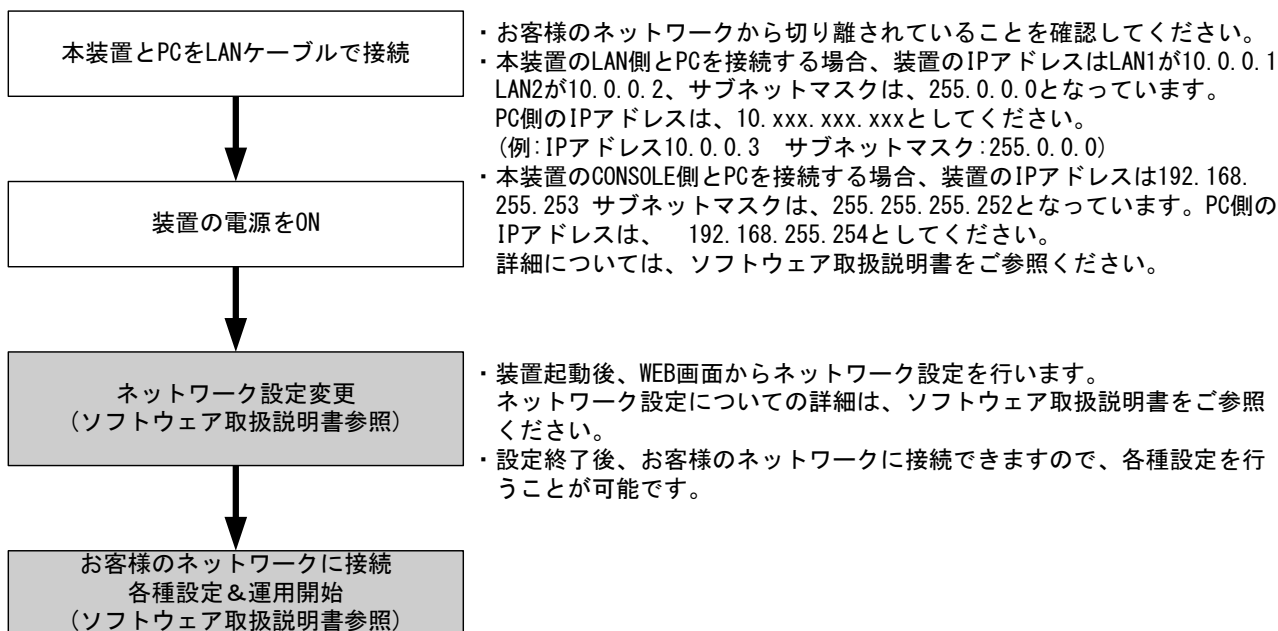 本装置とPCをLANケーブルで接続
・お客様のネットワークから切り離されていることを確認してください。
・本装置のLAN側とPCを接続する場合、装置のIPアドレスはLAN1が10.0.0.1
LAN2が10.0.0.2、サブネットマスクは、255.0.0.0となっています。
PC側のIPアドレスは、10.xxx.xxx.xxxとしてください。
(例:IPアドレス10.0.0.3　サブネットマスク:255.0.0.0)
・本装置のCONSOLE側とPCを接続する場合、装置のIPアドレスは192.168.
255.253 サブネットマスクは、255.255.255.252となっています。PC側の
IPアドレスは、　192.168.255.254としてください。
詳細については、ソフトウェア取扱説明書をご参照ください。
装置の電源をON
ネットワーク設定変更
(ソフトウェア取扱説明書参照)
・装置起動後、WEB画面からネットワーク設定を行います。
ネットワーク設定についての詳細は、ソフトウェア取扱説明書をご参照
ください。
・設定終了後、お客様のネットワークに接続できますので、各種設定を行
うことが可能です。
お客様のネットワークに接続
各種設定＆運用開始
(ソフトウェア取扱説明書参照)